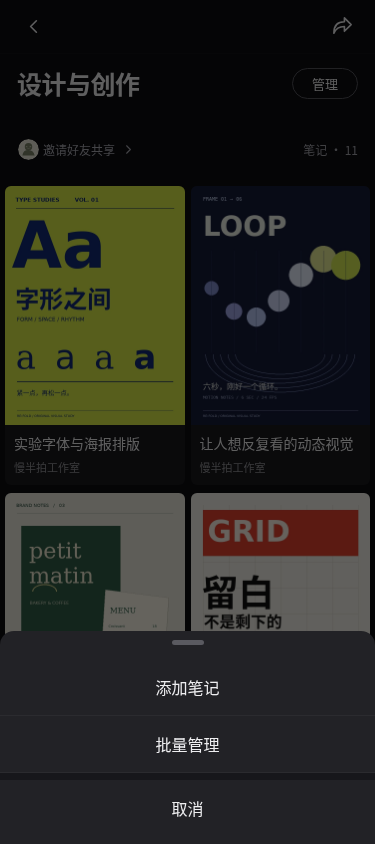 设计与创作
管理
邀请好友共享
笔记 · 11
TYPE STUDIES VOL. 01
Aa
字形之间
FORM / SPACE / RHYTHM
a a a a
紧一点，再松一点。
FRAME 01 — 08
LOOP
六秒，刚好一个循环。
实验字体与海报排版
慢半拍工作室
让人想反复看的动态视觉
慢半拍工作室
BRAND NOTES / 03
petit
matin
MENU
GRID
留白
不是剩下的
添加笔记
批量管理
取消